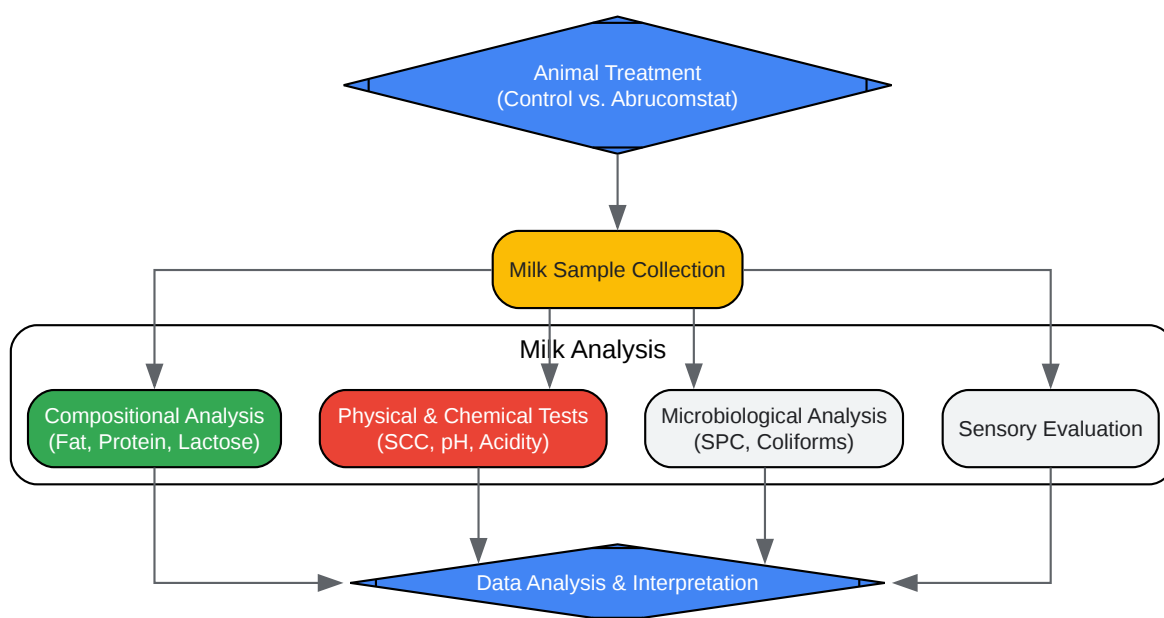 Animal Treatment
(Control vs. Abrucomstat)
Milk Sample Collection
Milk Analysis
Compositional Analysis
(Fat, Protein, Lactose)
Physical & Chemical Tests
(SCC, pH, Acidity)
Microbiological Analysis
(SPC, Coliforms)
Sensory Evaluation
Data Analysis & Interpretation